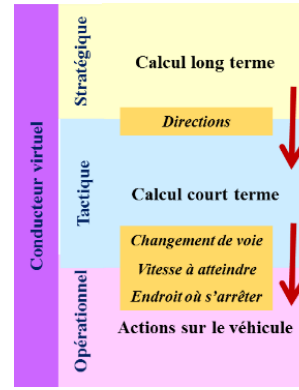 Conducteur virtuel
Stratégique
Calcul long terme
Directions
Tactique
Calcul court terme
Changement de voie
Vitesse à atteindre
Endroit où s'arrêter
Opérationnel
Actions sur le véhicule